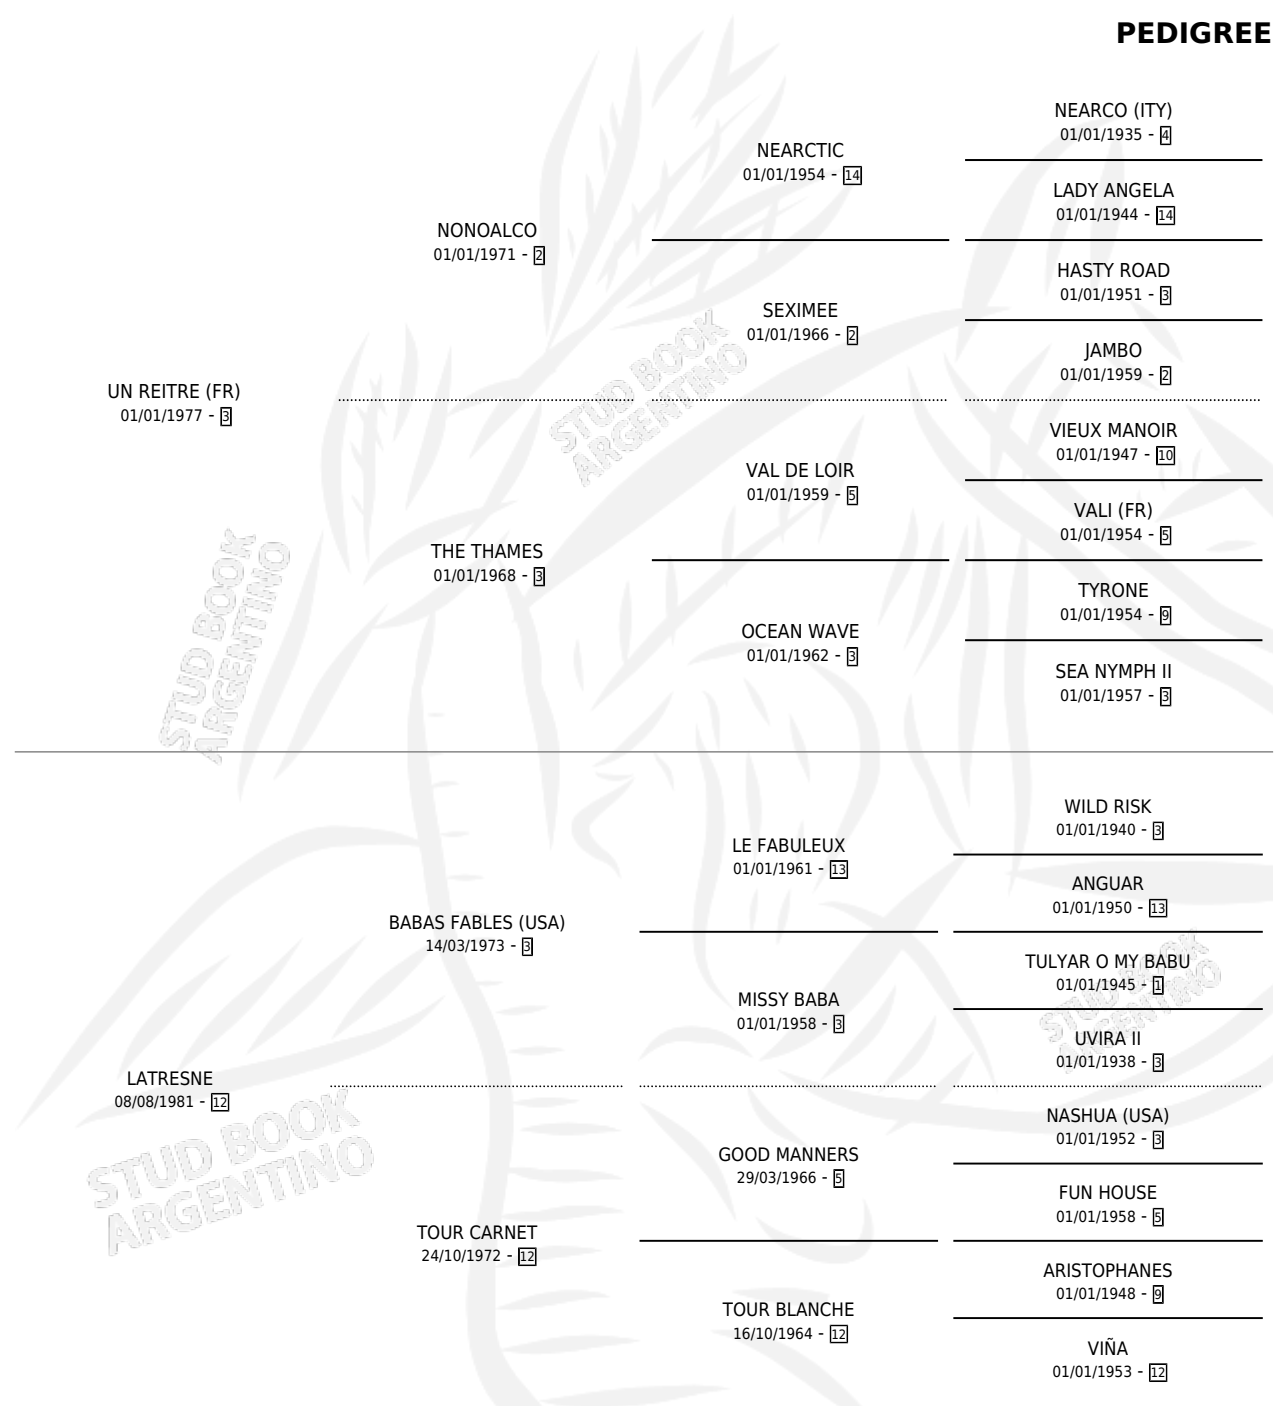 PEDIGREE
NEARCO (ITY)
01/01/1935 - 4
NEARCTIC
01/01/1954 - 14
LADY ANGELA
01/01/1944 - 14
NONOALCO
01/01/1971 - 2
HASTY ROAD
01/01/1951 - 3
SEXIMEE
01/01/1966 - 2
JAMBO
01/01/1959 - 2
UN REITRE (FR)
01/01/1977 - 3
VIEUX MANOIR
01/01/1947 - 10
VAL DE LOIR
01/01/1959 - 5
VALI (FR)
01/01/1954 - 5
THE THAMES
01/01/1968 - 3
TYRONE
01/01/1954 - 9
OCEAN WAVE
01/01/1962 - 3
SEA NYMPH II
01/01/1957 - 3
WILD RISK
01/01/1940 - 3
LE FABULEUX
01/01/1961 - 13
ANGUAR
01/01/1950 - 13
BABAS FABLES (USA)
14/03/1973 - 3
TULYAR O MY BABU
01/01/1945 - 1
MISSY BABA
01/01/1958 - 3
UVIRA II
01/01/1938 - 3
LATRESNE
08/08/1981 - 12
NASHUA (USA)
01/01/1952 - 3
GOOD MANNERS
29/03/1966 - 5
FUN HOUSE
01/01/1958 - 5
TOUR CARNET
24/10/1972 - 12
ARISTOPHANES
01/01/1948 - 9
TOUR BLANCHE
16/10/1964 - 12
VIÑA
01/01/1953 - 12
STUD BOOK
ARGENTINO
STUD BOOK
ARGENTINO
STUD BOOK
ARGENTINO
STUD BOOK
ARGENTINO